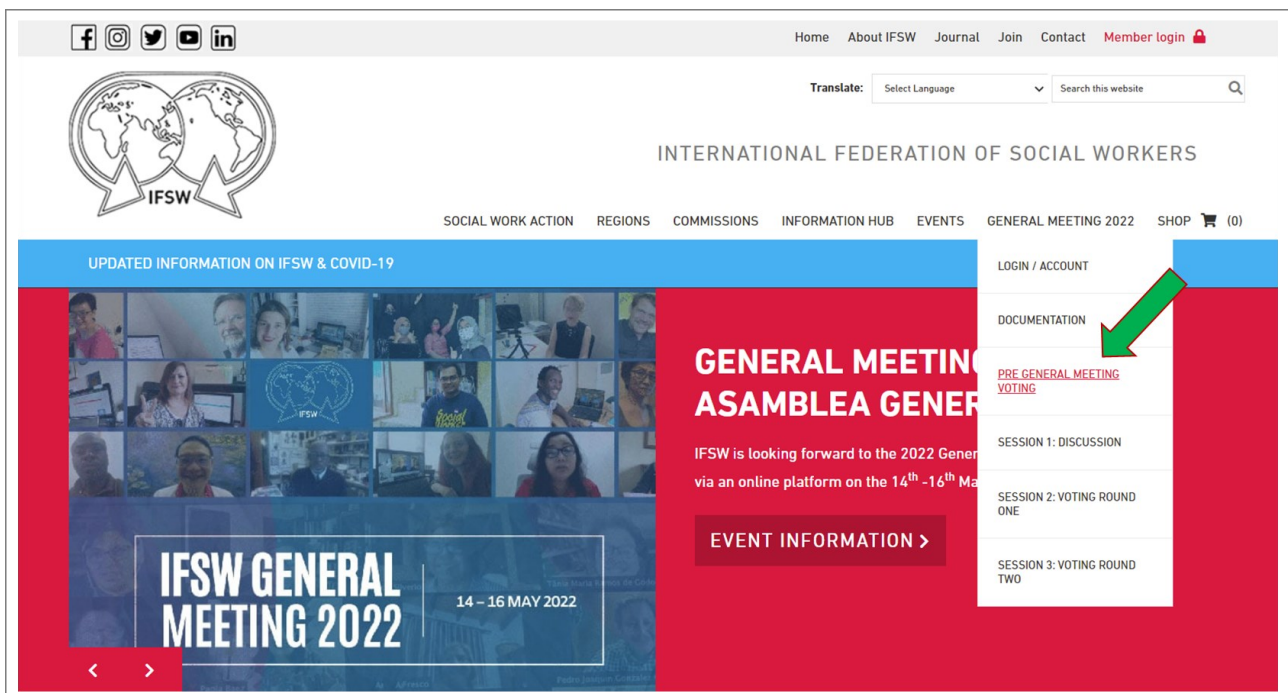 Home About IFSW Journal Join Contact Member login
Translate: Select Language Search this website
IFSW
INTERNATIONAL FEDERATION OF SOCIAL WORKERS
SOCIAL WORK ACTION REGIONS COMMISSIONS INFORMATION HUB EVENTS GENERAL MEETING 2022 SHOP (0)
UPDATED INFORMATION ON IFSW & COVID-19
LOGIN / ACCOUNT
DOCUMENTATION
PRE GENERAL MEETING
VOTING
SESSION 1: DISCUSSION
SESSION 2: VOTING ROUND
ONE
SESSION 3: VOTING ROUND
TWO
GENERAL MEETING
ASAMBLEA GENER
IFSW is looking forward to the 2022 Gener
via an online platform on the 14th -16th Ma
EVENT INFORMATION >
IFSW
IFSW GENERAL
MEETING 2022
14 – 16 MAY 2022